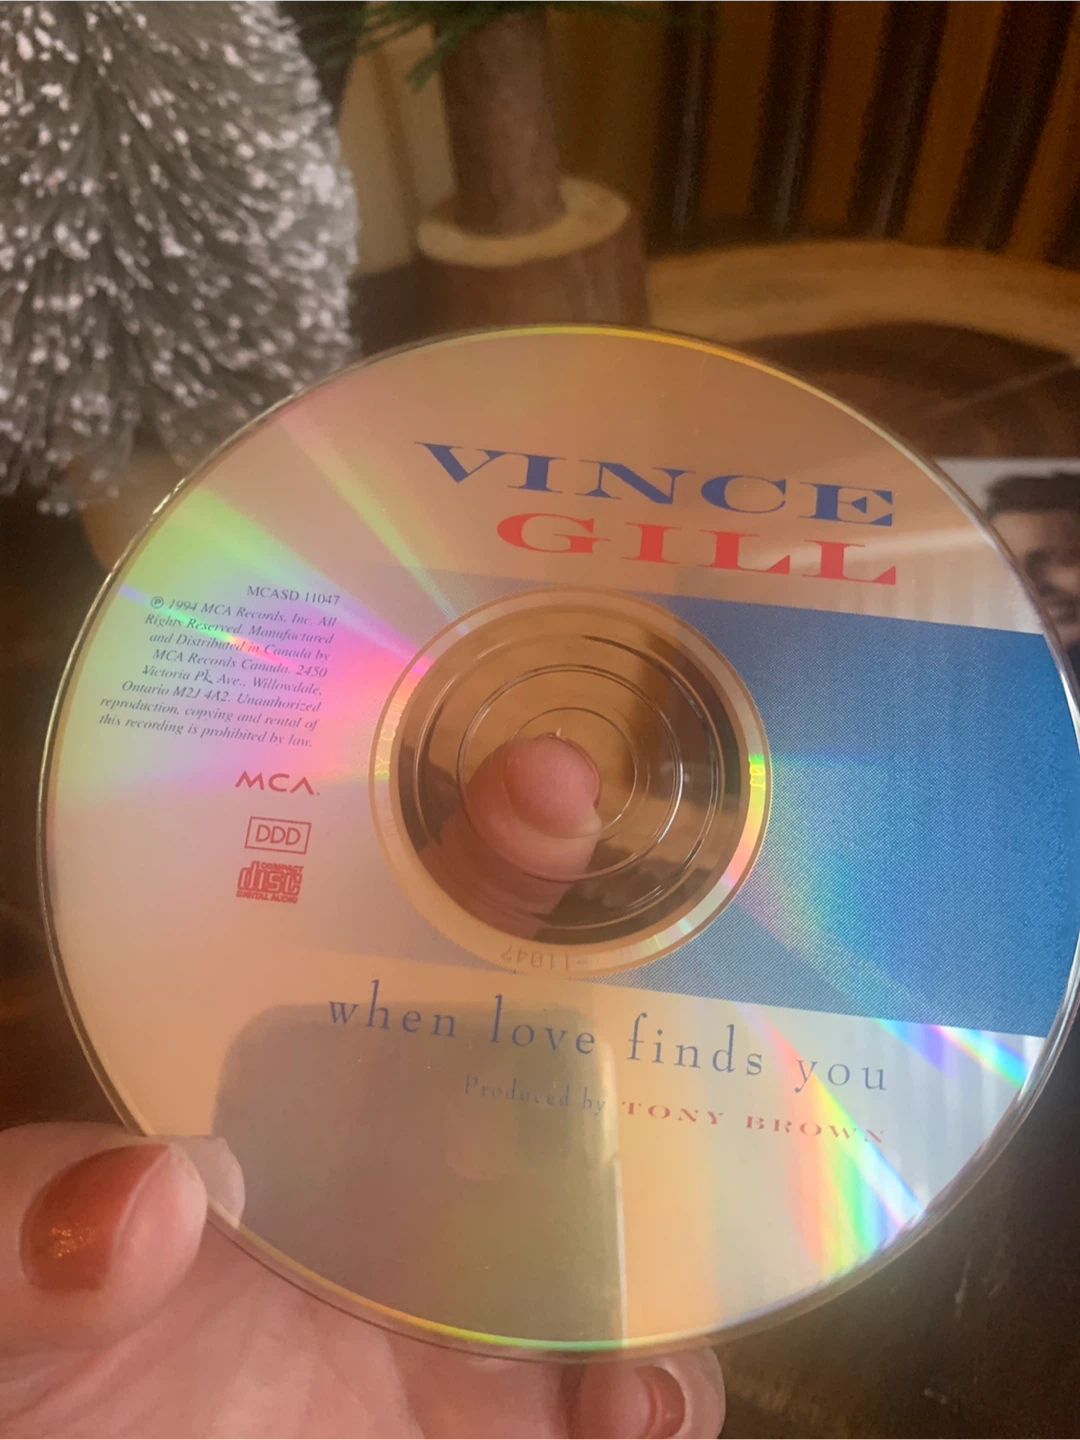 VINCE
GILL
MCASD 11047
℗ 1994 MCA Records, Inc. All
Rights Reserved. Manufactured
and Distributed in Canada by
MCA Records Canada. 2450
Victoria Pk. Ave., Willowdale,
Ontario M2J 4A2. Unauthorized
reproduction, copying and rental of
this recording is prohibited by law.
MCA.
DDD
COMPACT
disc
DIGITAL AUDIO
-11047
when love finds you
Produced by TONY BROWN